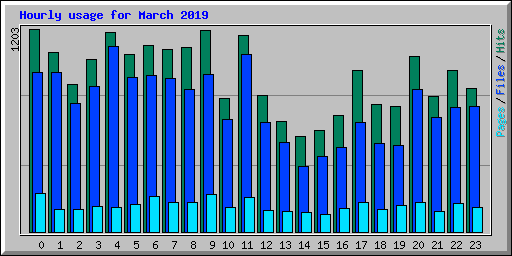 Hourly usage for March 2019
1203
Pages / Files / Hits
0 1 2 3 4 5 6 7 8 9 10 11 12 13 14 15 16 17 18 19 20 21 22 23